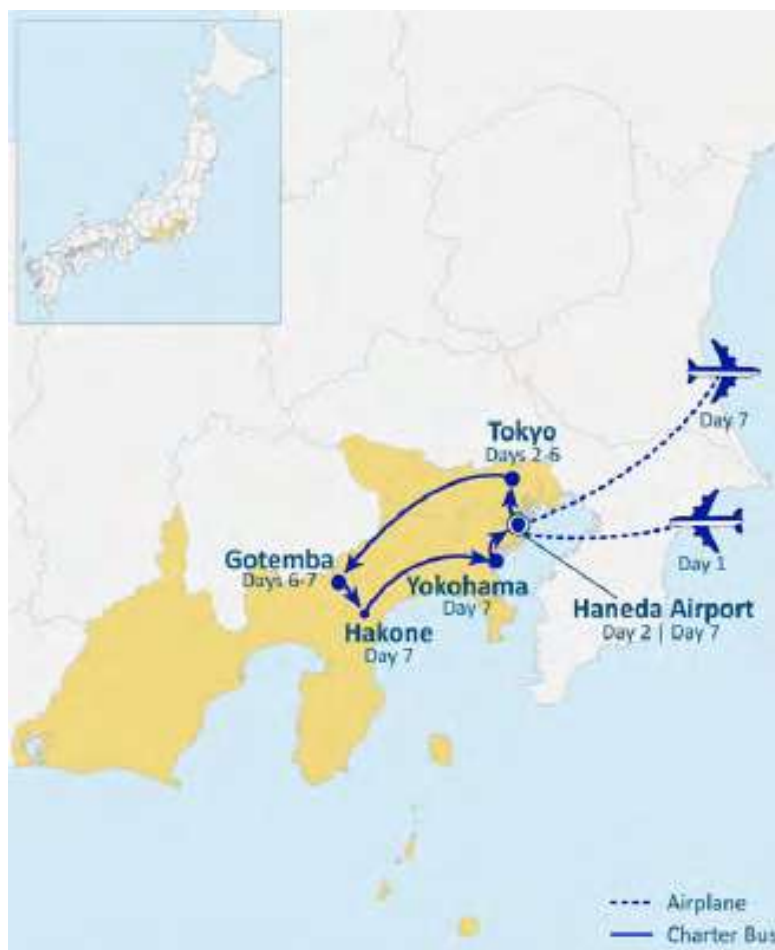 Day 7
Tokyo
Days 2-6
Day 1
Gotemba
Days 6-7
Yokohama
Day 7
Haneda Airport
Day 2 | Day 7
Hakone
Day 7
Airplane
Charter Bus